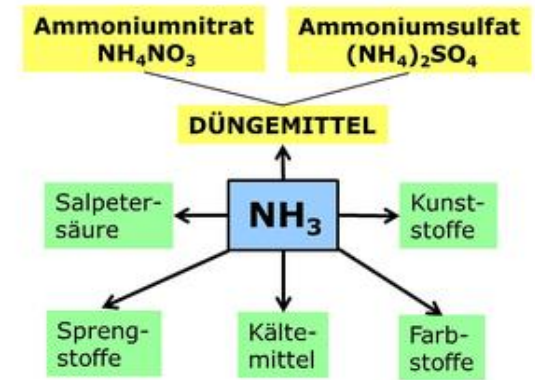 Ammoniumnitrat
NH₄NO₃
Ammoniumsulfat
(NH₄)₂SO₄
DÜNGEMITTEL
Salpeter-
säure
NH₃
Kunst-
stoffe
Spreng-
stoffe
Kälte-
mittel
Farb-
stoffe